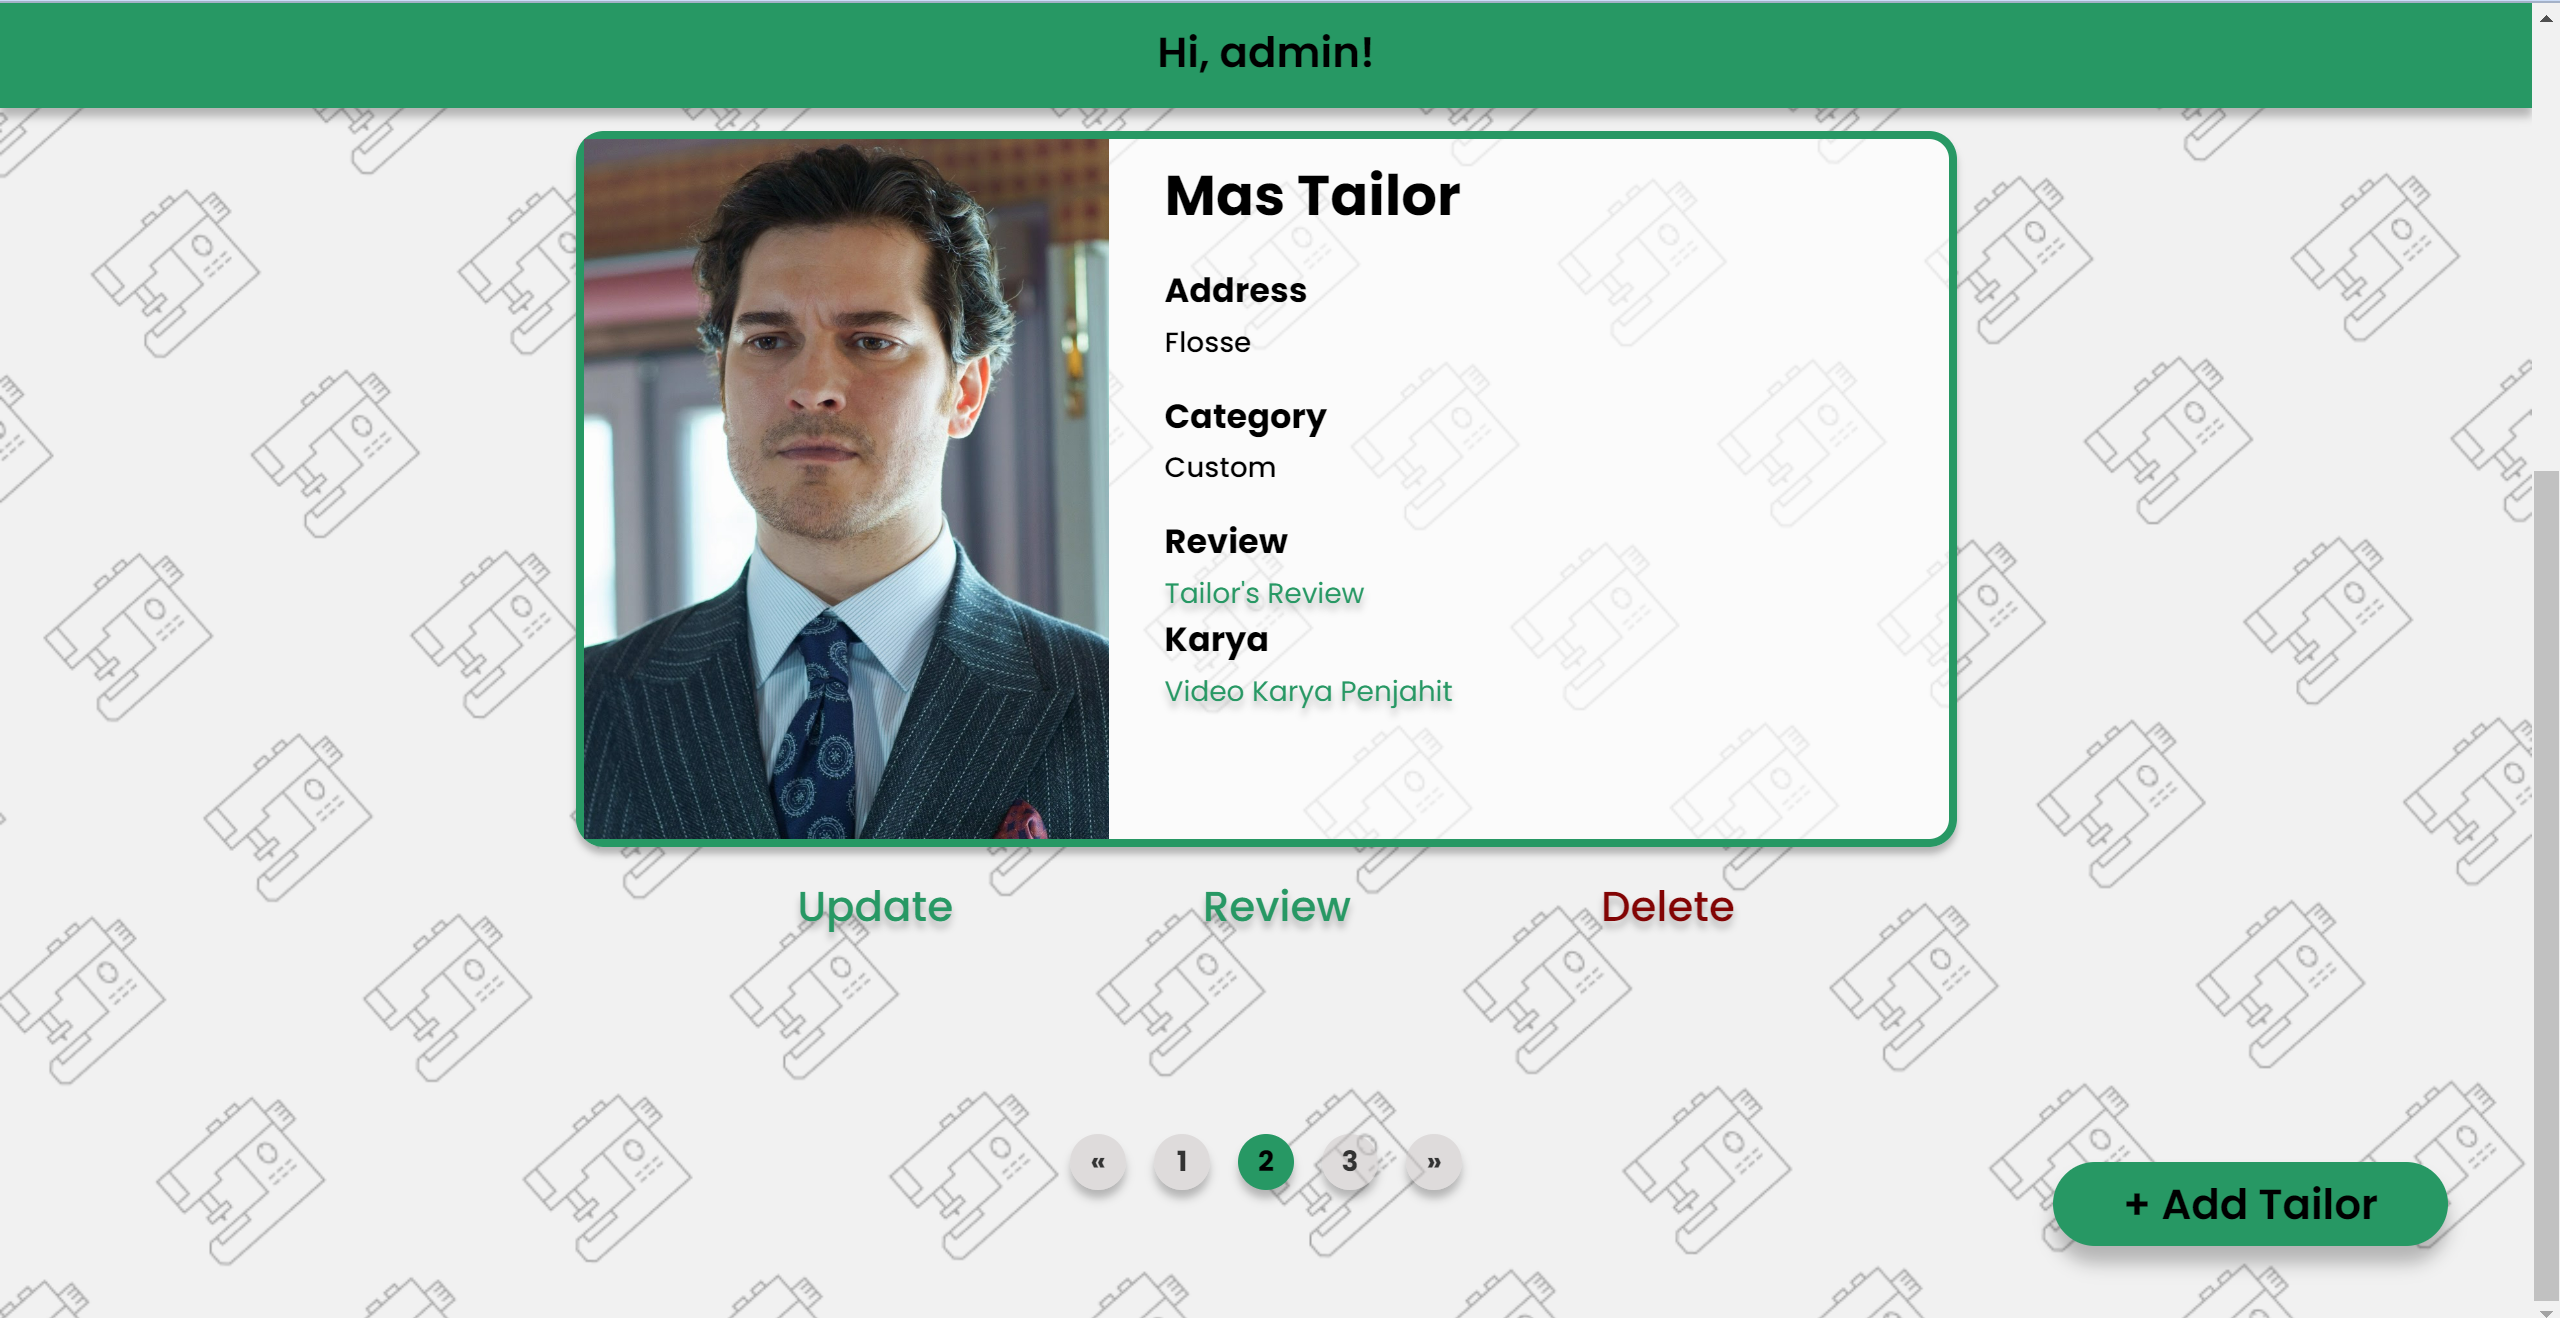 Hi, admin!
Mas Tailor
Address
Flosse
Category
Custom
Review
Tailor's Review
Karya
Video Karya Penjahit
Update Review Delete
« 1 2 3 »
+ Add Tailor